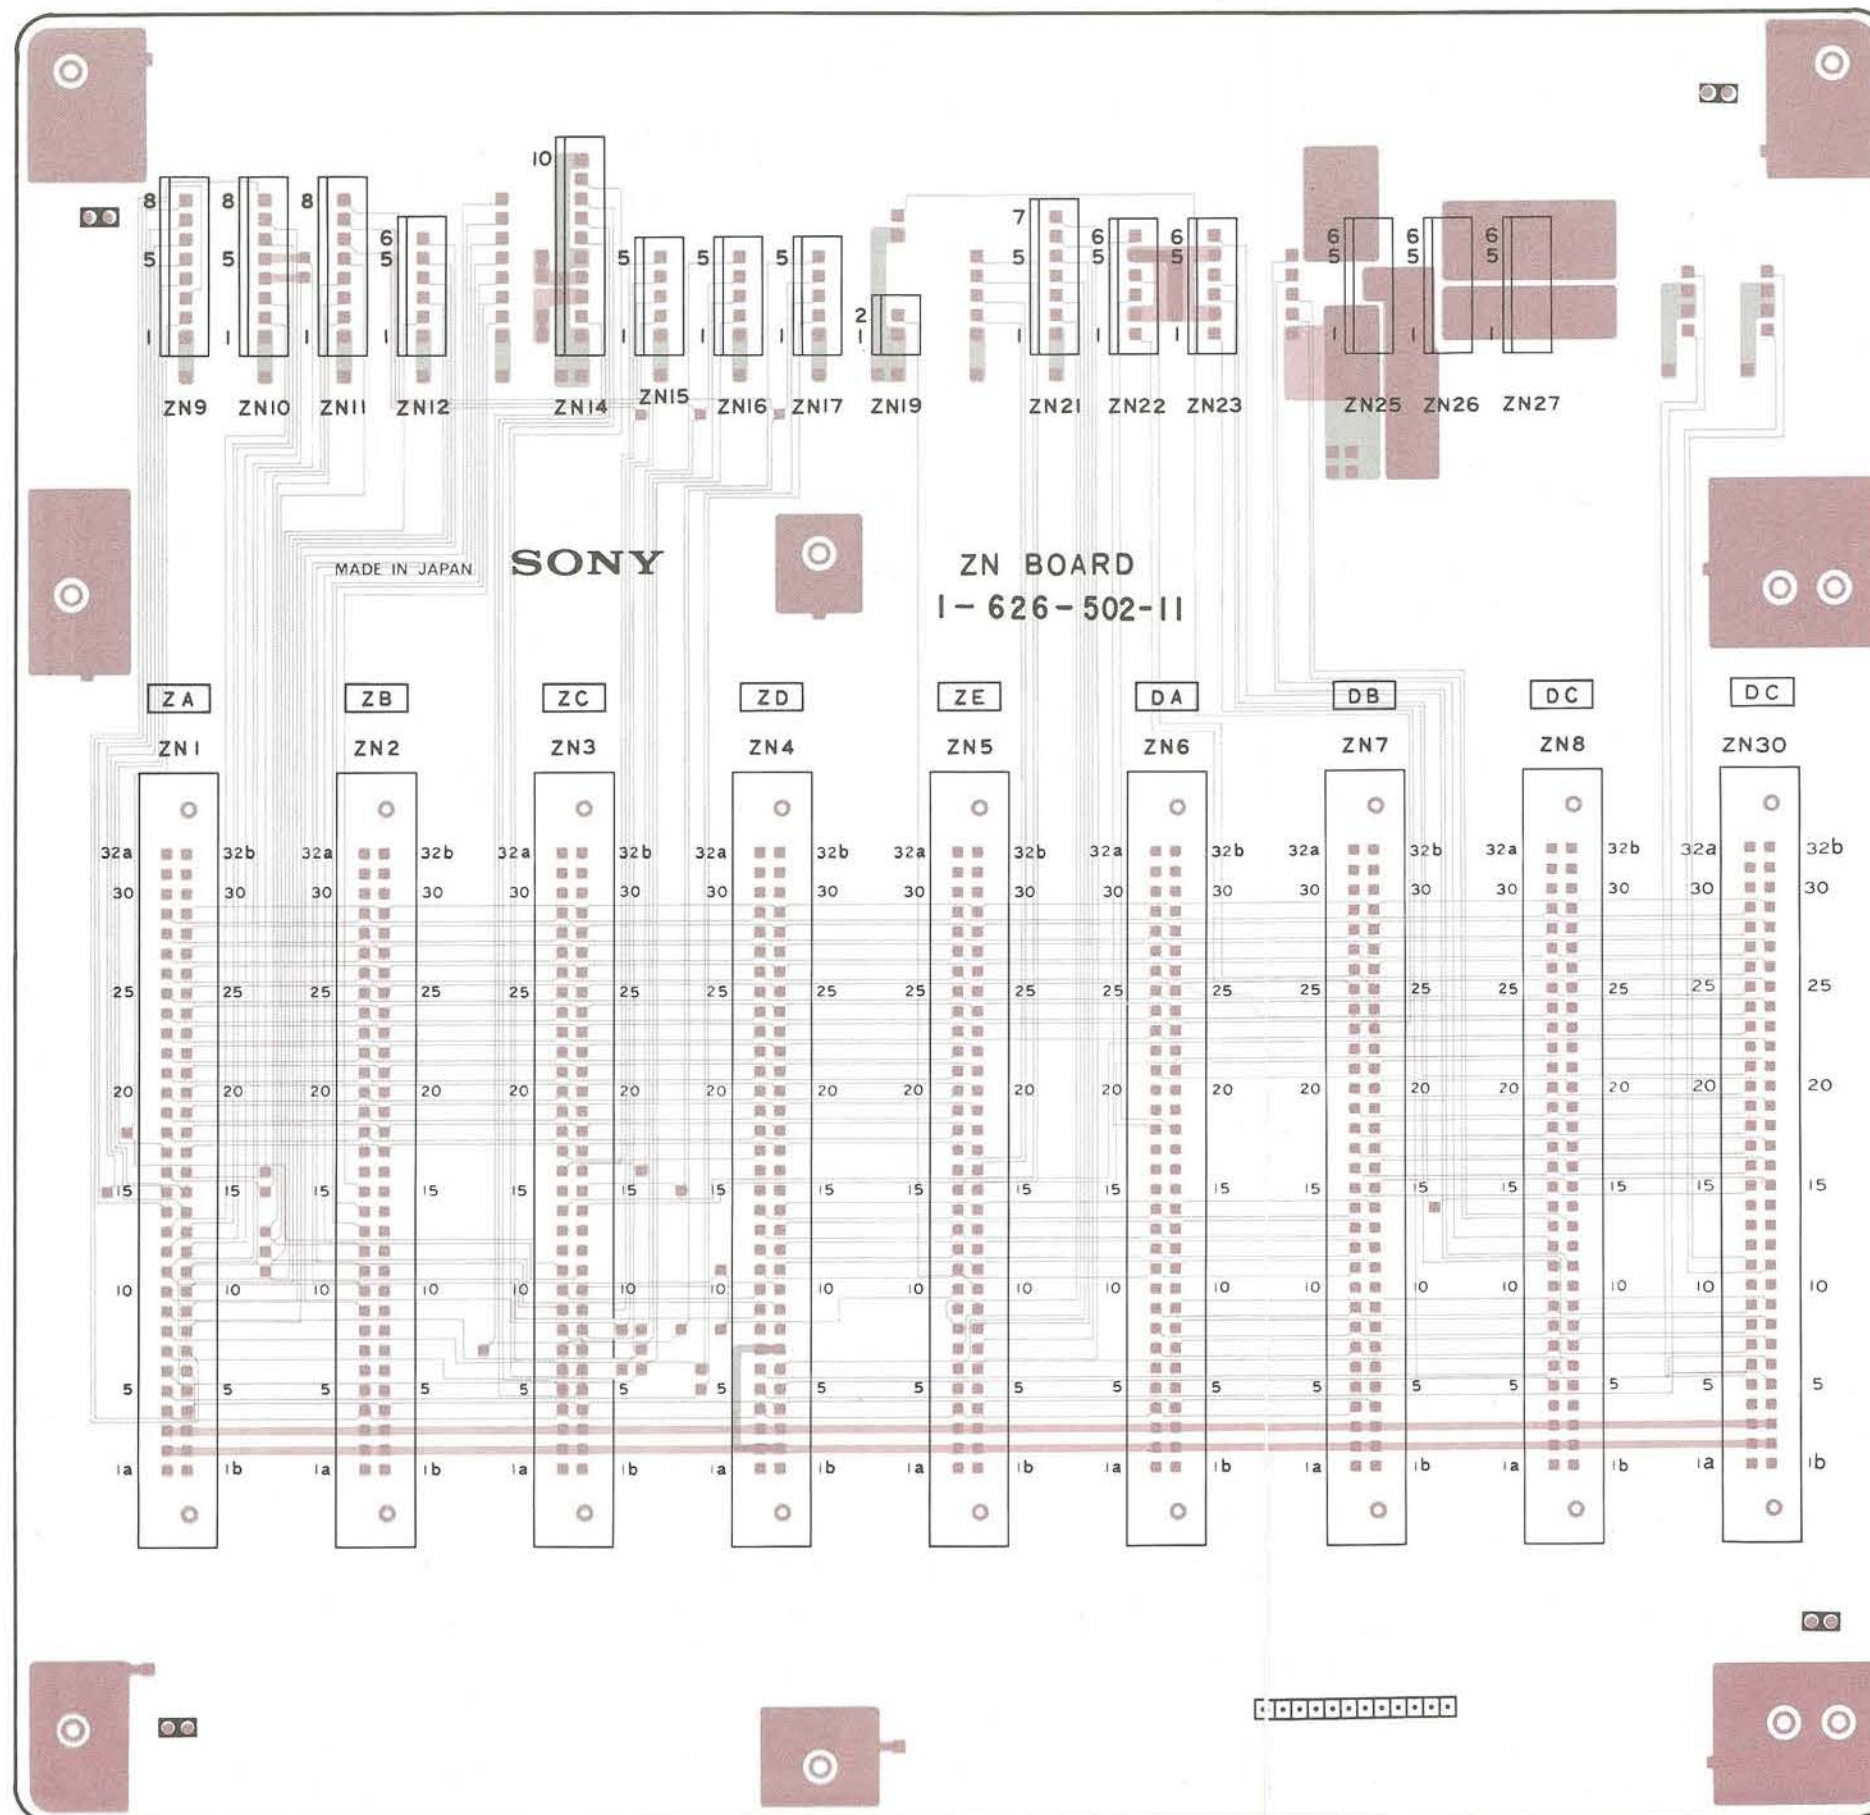 10
8 8 8 7
6 6 6 6 6 6
5 5 5 5 5 5 5 5 5 5 5 5 5
2
1 1 1 1 1 1 1 1 1 1 1 1 1 1
ZN9 ZN10 ZN11 ZN12 ZN14 ZN15 ZN16 ZN17 ZN19 ZN21 ZN22 ZN23 ZN25 ZN26 ZN27
MADE IN JAPAN SONY ZN BOARD
1-626-502-11
ZA ZB ZC ZD ZE DA DB DC DC
ZN1 ZN2 ZN3 ZN4 ZN5 ZN6 ZN7 ZN8 ZN30
32a 32b 32a 32b 32a 32b 32a 32b 32a 32b 32a 32b 32a 32b 32a 32b 32a 32b
30 30 30 30 30 30 30 30 30 30 30 30 30 30 30 30 30 30
25 25 25 25 25 25 25 25 25 25 25 25 25 25 25 25 25 25
20 20 20 20 20 20 20 20 20 20 20 20 20 20 20 20 20 20
15 15 15 15 15 15 15 15 15 15 15 15 15 15 15 15 15 15
10 10 10 10 10 10 10 10 10 10 10 10 10 10 10 10 10 10
5 5 5 5 5 5 5 5 5 5 5 5 5 5 5 5 5 5
1a 1b 1a 1b 1a 1b 1a 1b 1a 1b 1a 1b 1a 1b 1a 1b 1a 1b